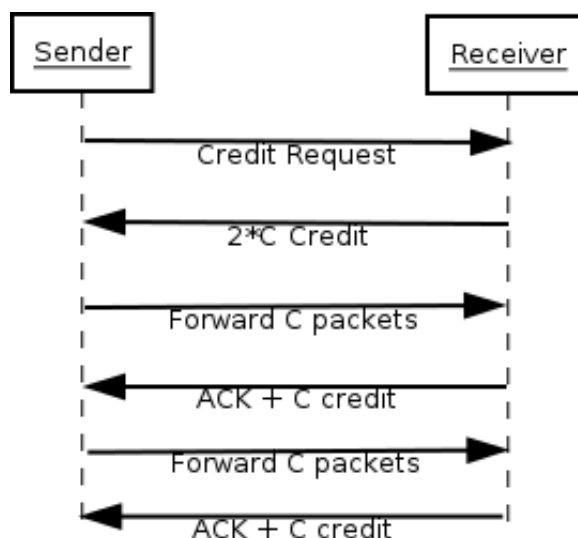 Sender
Receiver
Credit Request
2*C Credit
Forward C packets
ACK + C credit
Forward C packets
ACK + C credit